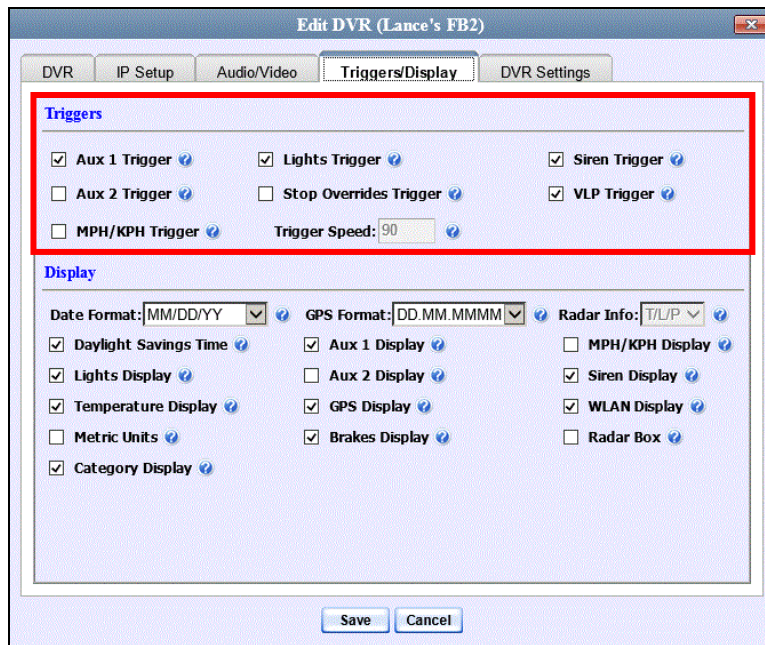 Edit DVR (Lance's FB2)
DVR IP Setup Audio/Video Triggers/Display DVR Settings
Triggers
Aux 1 Trigger Lights Trigger Siren Trigger
Aux 2 Trigger Stop Overrides Trigger VLP Trigger
MPH/KPH Trigger Trigger Speed: 90
Display
Date Format: MM/DD/YY GPS Format: DD.MM.MMMM Radar Info: T/L/P
Daylight Savings Time Aux 1 Display MPH/KPH Display
Lights Display Aux 2 Display Siren Display
Temperature Display GPS Display WLAN Display
Metric Units Brakes Display Radar Box
Category Display
Save Cancel